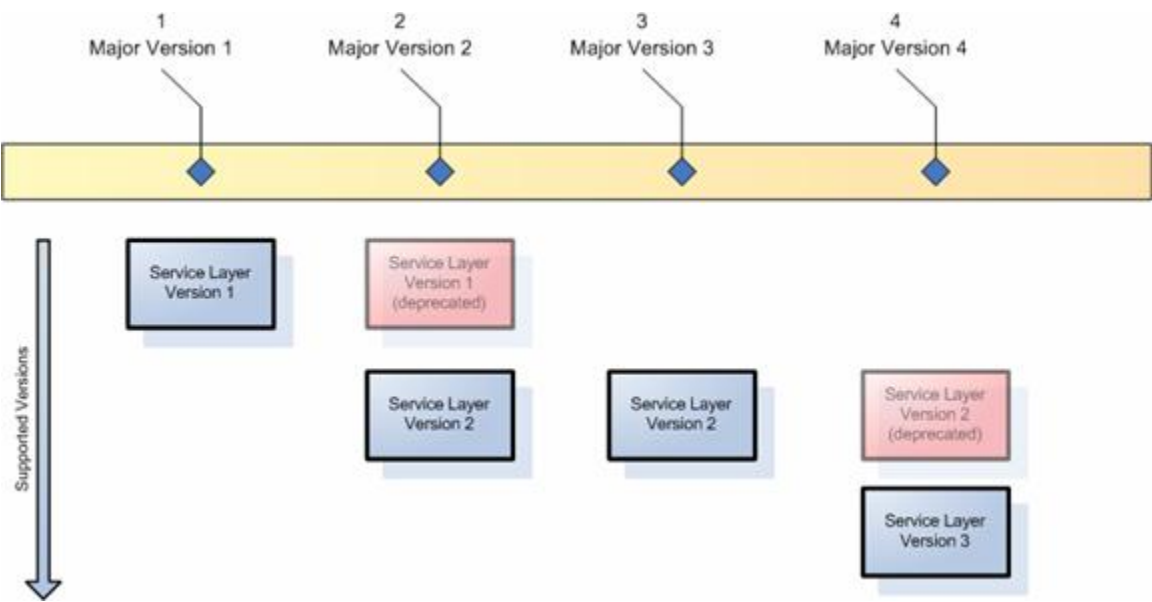 1
Major Version 1
2
Major Version 2
3
Major Version 3
4
Major Version 4
Supported Versions
Service Layer
Version 1
Service Layer
Version 1
(deprecated)
Service Layer
Version 2
Service Layer
Version 2
Service Layer
Version 2
(deprecated)
Service Layer
Version 3